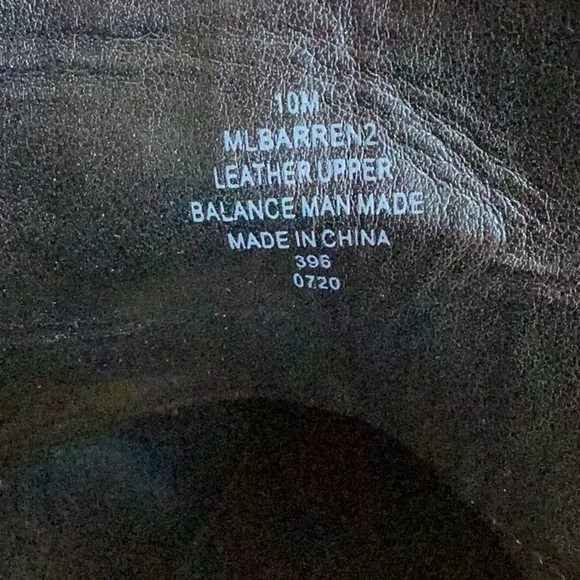 10M
MLBARREN2
LEATHER UPPER
BALANCE MAN MADE
MADE IN CHINA
396
0720